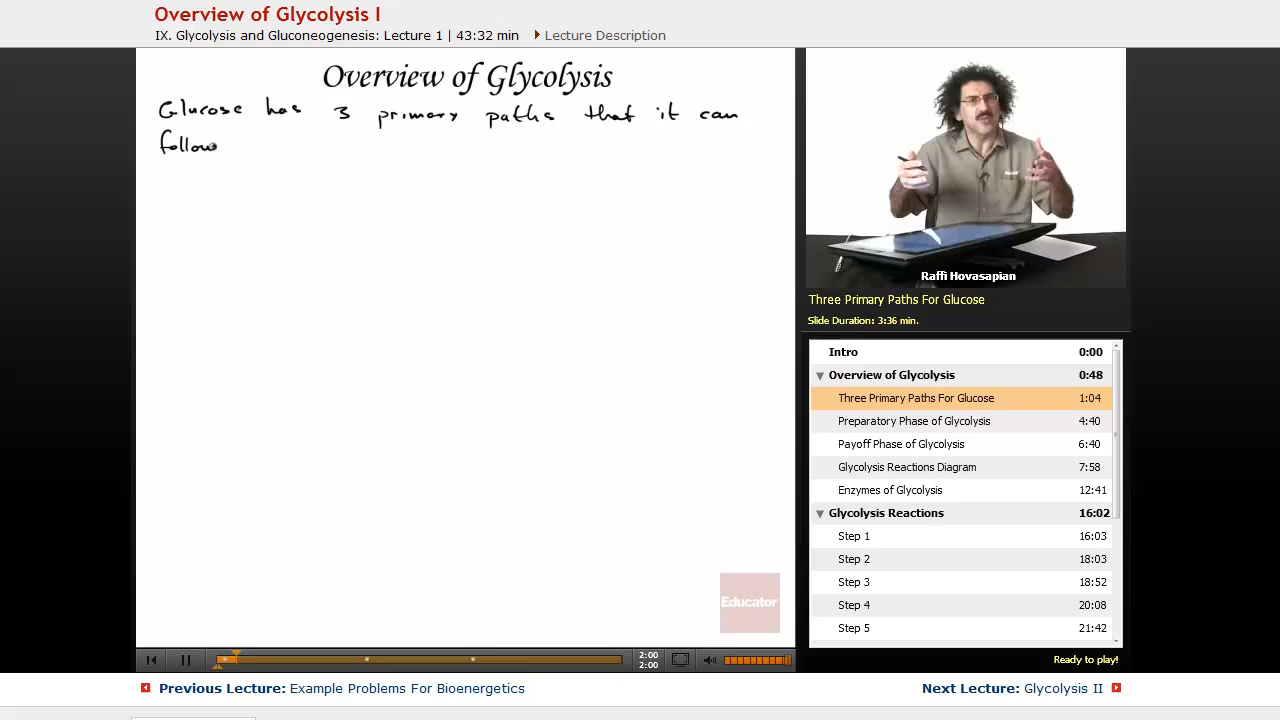 Overview of Glycolysis I
IX. Glycolysis and Gluconeogenesis: Lecture 1 | 43:32 min Lecture Description
Overview of Glycolysis
Glucose has 3 primary paths that it can
follow
Educator
Raffi Hovasapian
Three Primary Paths For Glucose
Slide Duration: 3:36 min.
Intro 0:00
Overview of Glycolysis 0:48
Three Primary Paths For Glucose 1:04
Preparatory Phase of Glycolysis 4:40
Payoff Phase of Glycolysis 6:40
Glycolysis Reactions Diagram 7:58
Enzymes of Glycolysis 12:41
Glycolysis Reactions 16:02
Step 1 16:03
Step 2 18:03
Step 3 18:52
Step 4 20:08
Step 5 21:42
2:00
2:00
Ready to play!
Previous Lecture: Example Problems For Bioenergetics
Next Lecture: Glycolysis II